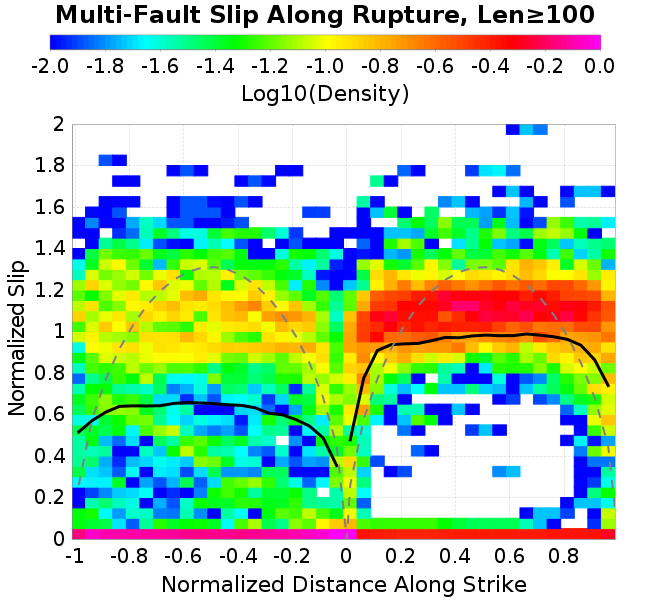 Multi-Fault Slip Along Rupture, Len≥100
-2.0 -1.8 -1.6 -1.4 -1.2 -1.0 -0.8 -0.6 -0.4 -0.2 0.0
Log10(Density)
2
1.8
1.6
1.4
1.2
1
0.8
0.6
0.4
0.2
0
Normalized Slip
-1 -0.8 -0.6 -0.4 -0.2 0 0.2 0.4 0.6 0.8
Normalized Distance Along Strike